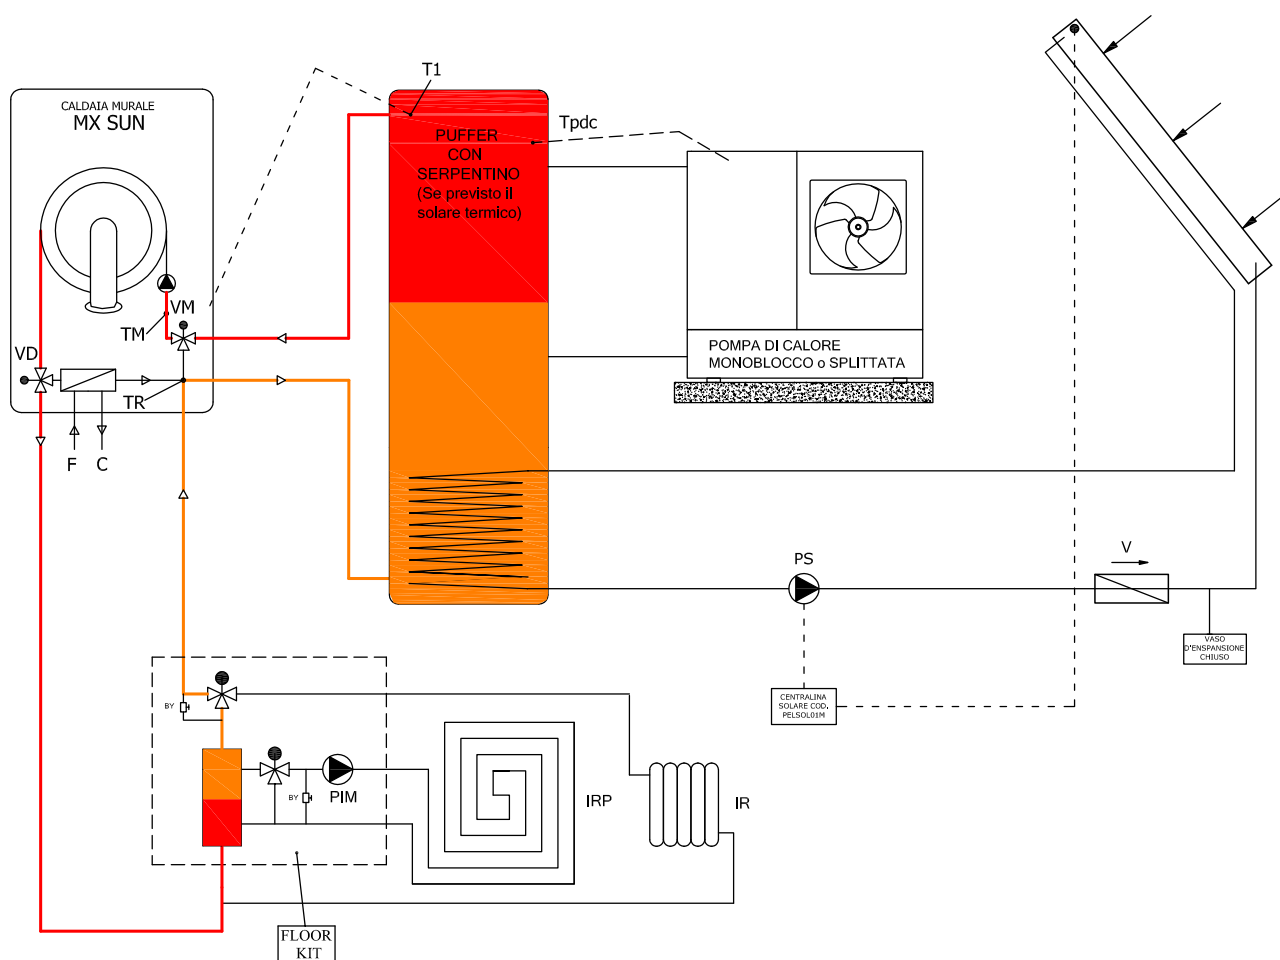 T1
CALDAIA MURALE
MX SUN
Tpdc
PUFFER
CON
SERPENTINO
(Se previsto il
solare termico)
VM
TM
VD
TR
F
C
POMPA DI CALORE
MONOBLOCCO o SPLITTATA
PS
V
VASO
D'ENSPANSIONE
CHIUSO
CENTRALINA
SOLARE COD.
PELSOL01M
BY
BY
PIM
IRP
IR
FLOOR
KIT